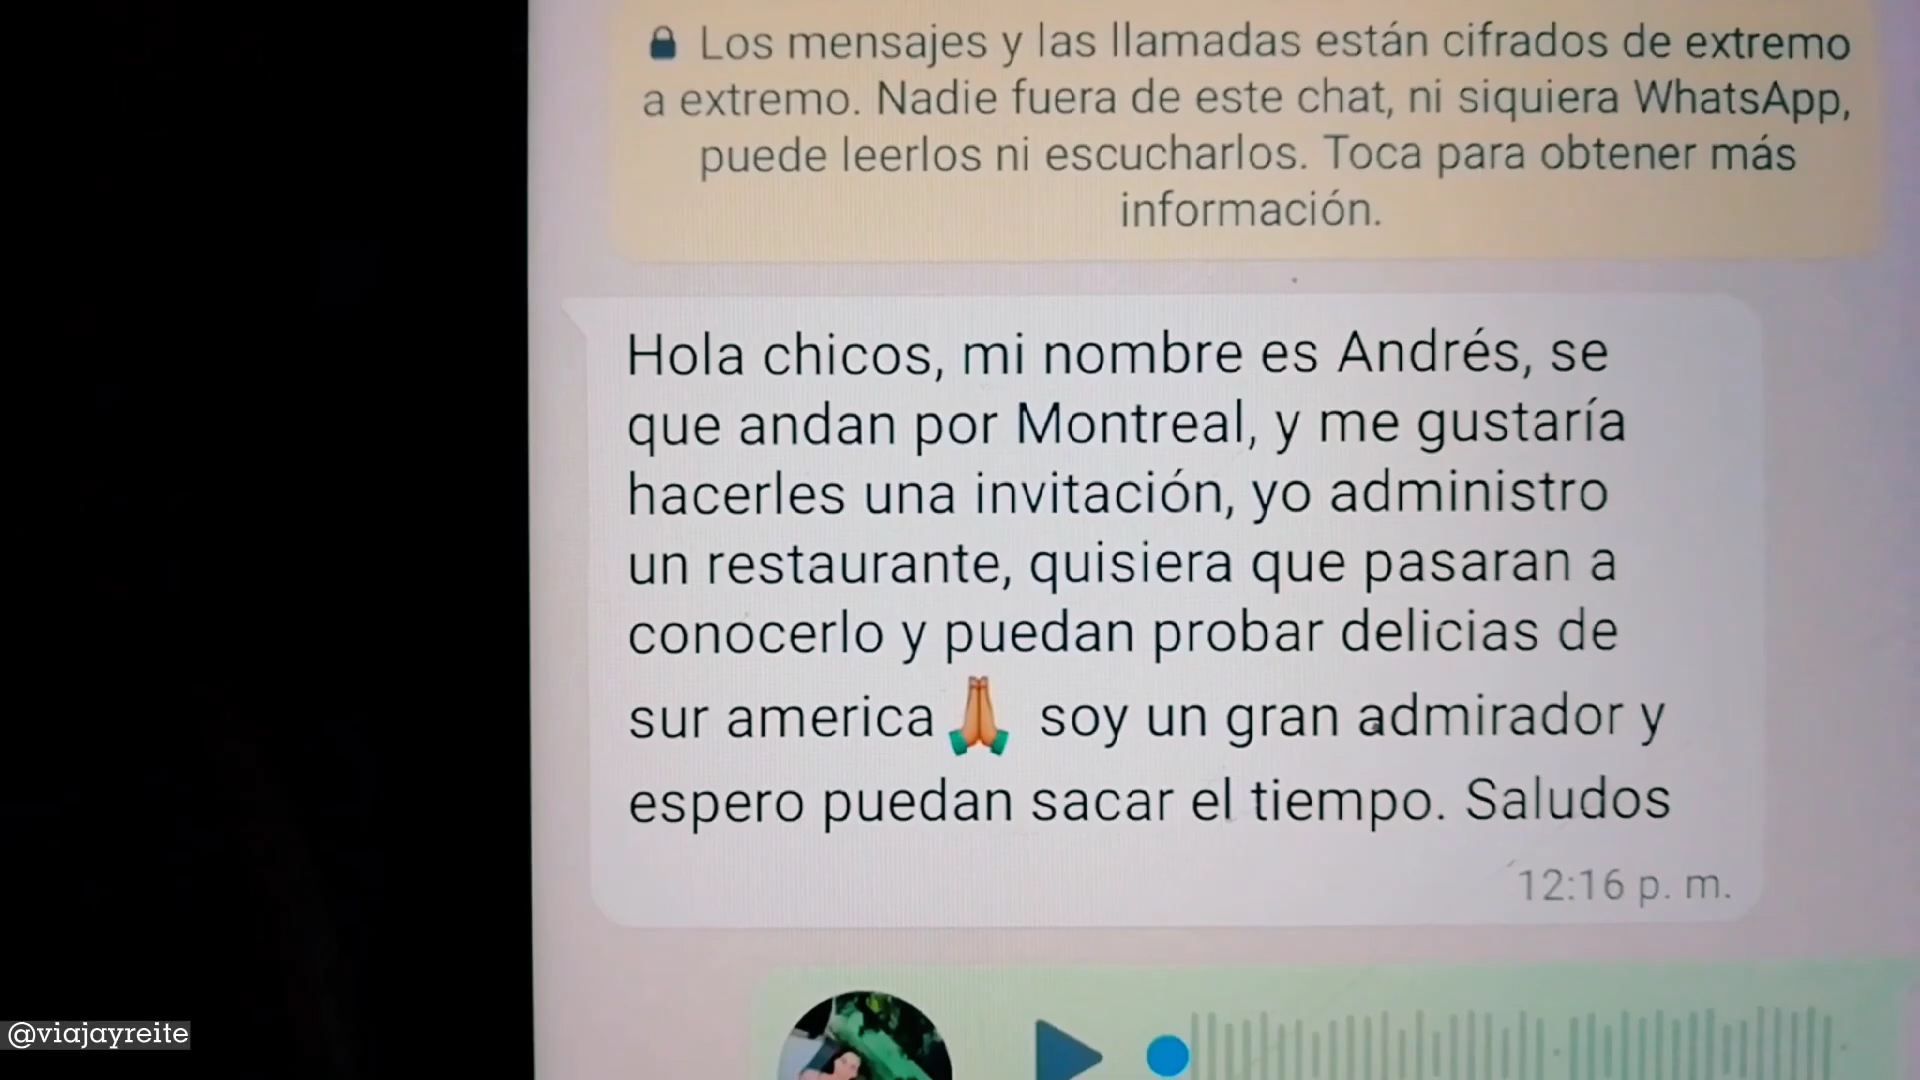 Los mensajes y las llamadas están cifrados de extremo
a extremo. Nadie fuera de este chat, ni siquiera WhatsApp,
puede leerlos ni escucharlos. Toca para obtener más
información.
Hola chicos, mi nombre es Andrés, se
que andan por Montreal, y me gustaría
hacerles una invitación, yo administro
un restaurante, quisiera que pasaran a
conocerlo y puedan probar delicias de
sur america🙏 soy un gran admirador y
espero puedan sacar el tiempo. Saludos
12:16 p. m.
@viajayreite